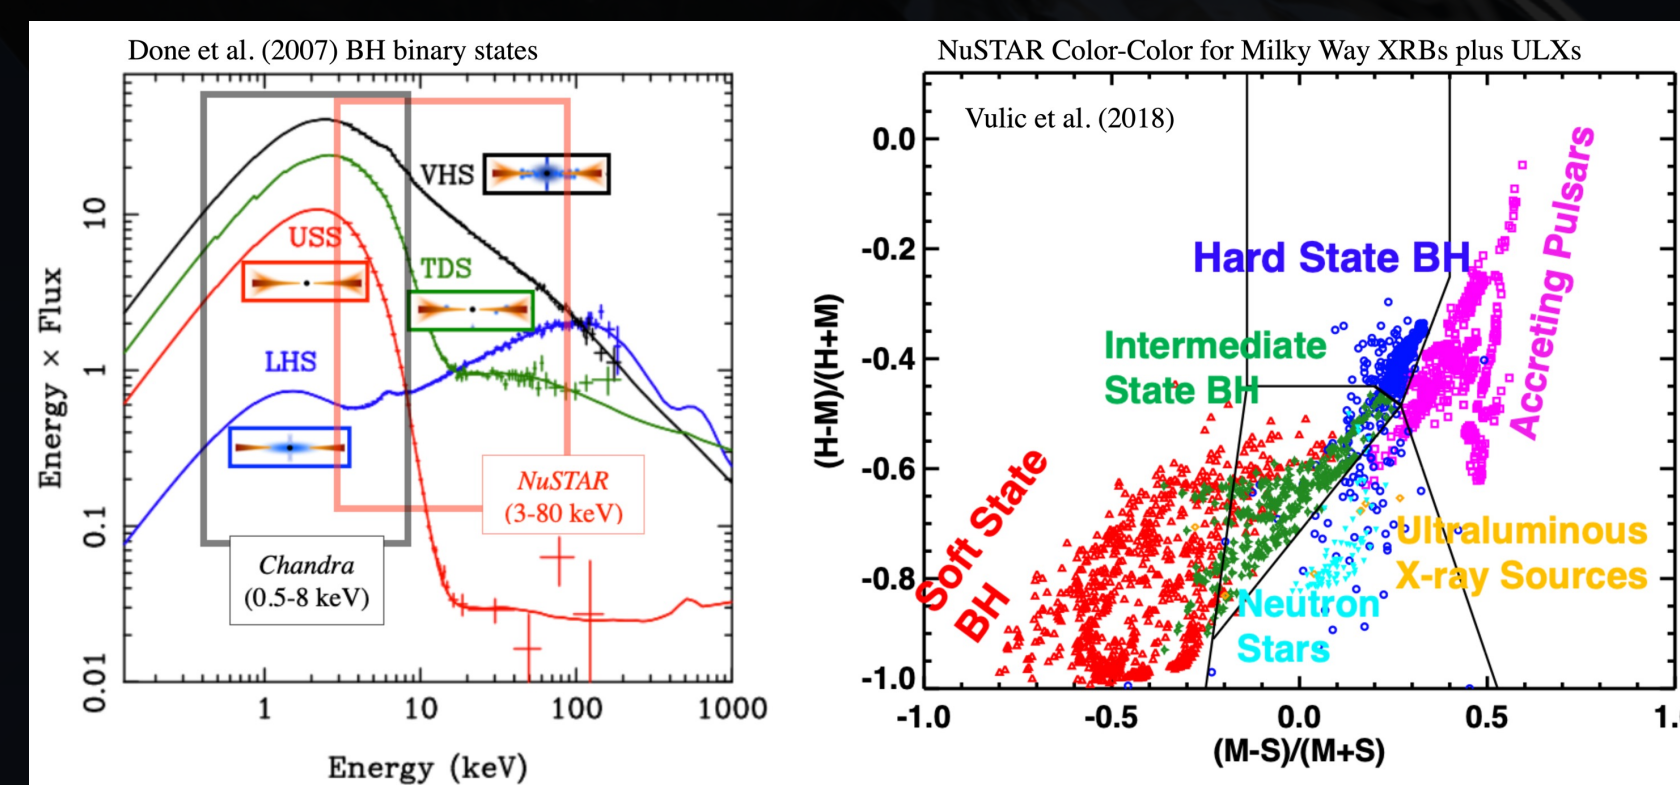 Done et al. (2007) BH binary states
10
1
0.1
0.01
Energy × Flux
VHS
USS
TDS
LHS
NuSTAR
(3-80 keV)
Chandra
(0.5-8 keV)
1
10
100
1000
Energy (keV)
NuSTAR Color-Color for Milky Way XRBs plus ULXs
Vulic et al. (2018)
0.0
-0.2
-0.4
-0.6
-0.8
-1.0
(H-M)/(H+M)
Hard State BH
Intermediate
State BH
Accreting Pulsars
Soft State
BH
Ultraluminous
X-ray Sources
Neutron
Stars
-1.0
-0.5
0.0
0.5
1.
(M-S)/(M+S)